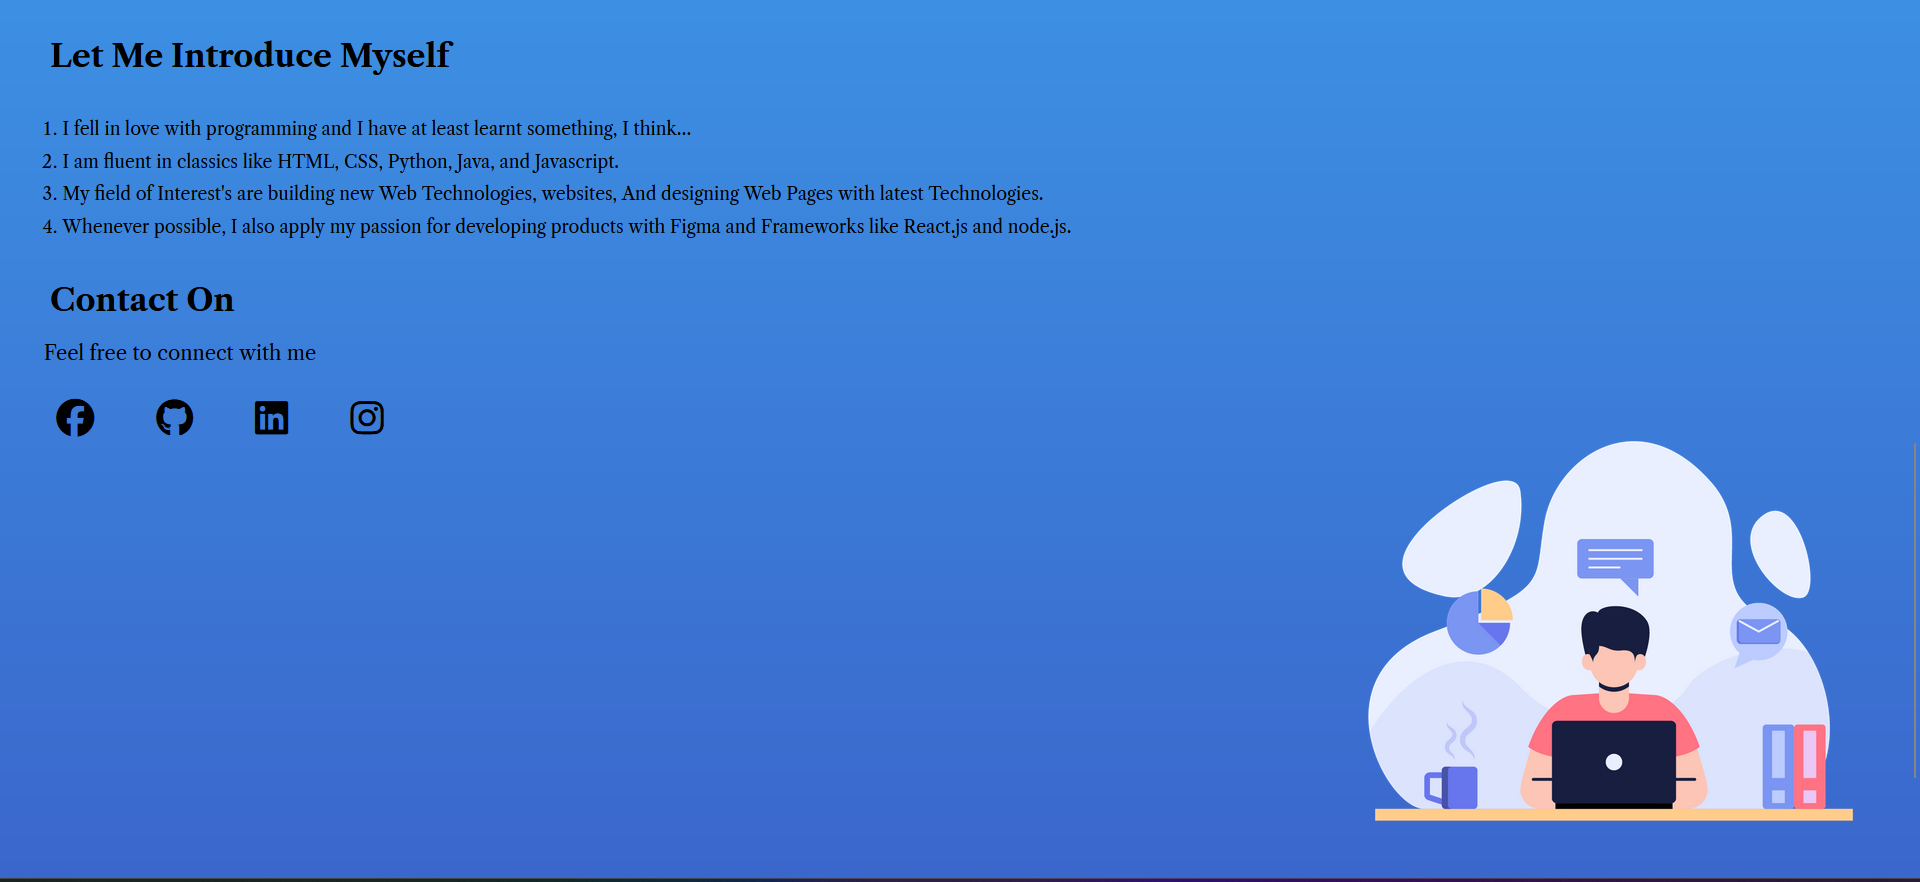 Let Me Introduce Myself
1. I fell in love with programming and I have at least learnt something, I think...
2. I am fluent in classics like HTML, CSS, Python, Java, and Javascript.
3. My field of Interest's are building new Web Technologies, websites, And designing Web Pages with latest Technologies.
4. Whenever possible, I also apply my passion for developing products with Figma and Frameworks like React.js and node.js.
Contact On
Feel free to connect with me
in